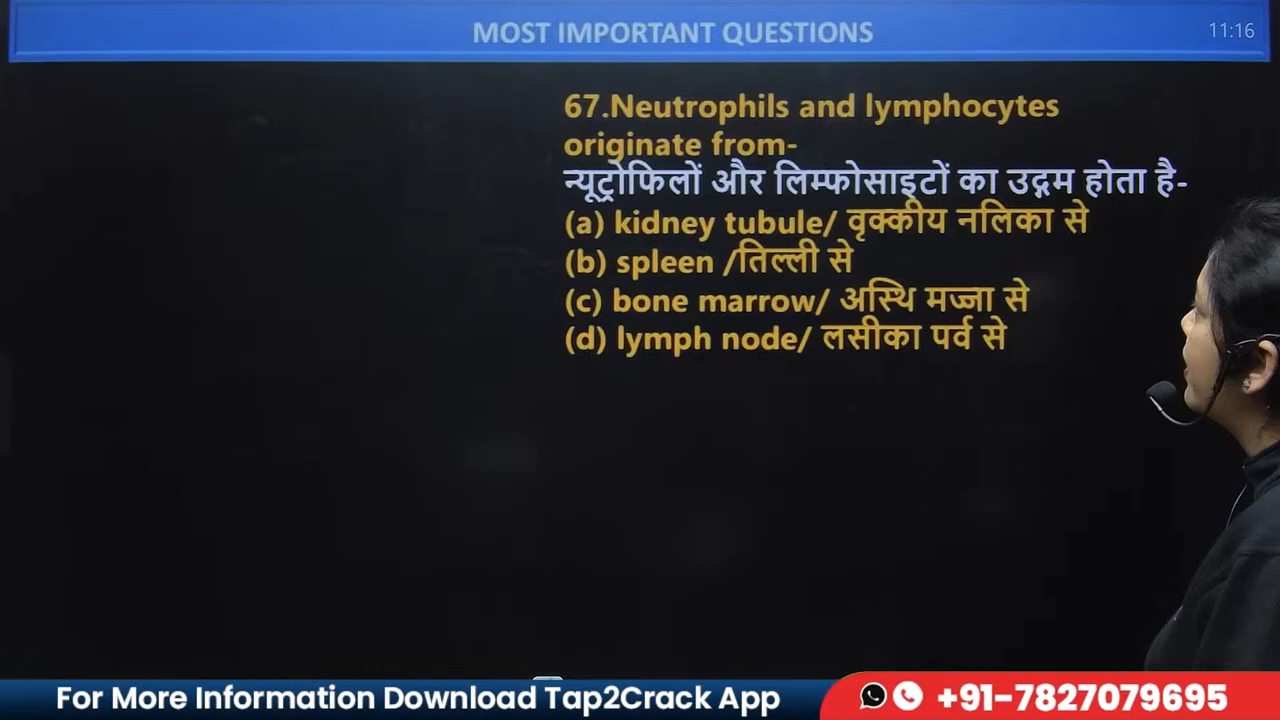 MOST IMPORTANT QUESTIONS
11:16
67.Neutrophils and lymphocytes
originate from-
न्यूट्रोफिलों और लिम्फोसाइटों का उद्गम होता है-
(a) kidney tubule/ वृक्कीय नलिका से
(b) spleen /तिल्ली से
(c) bone marrow/ अस्थि मज्जा से
(d) lymph node/ लसीका पर्व से
For More Information Download Tap2Crack App
+91-7827079695